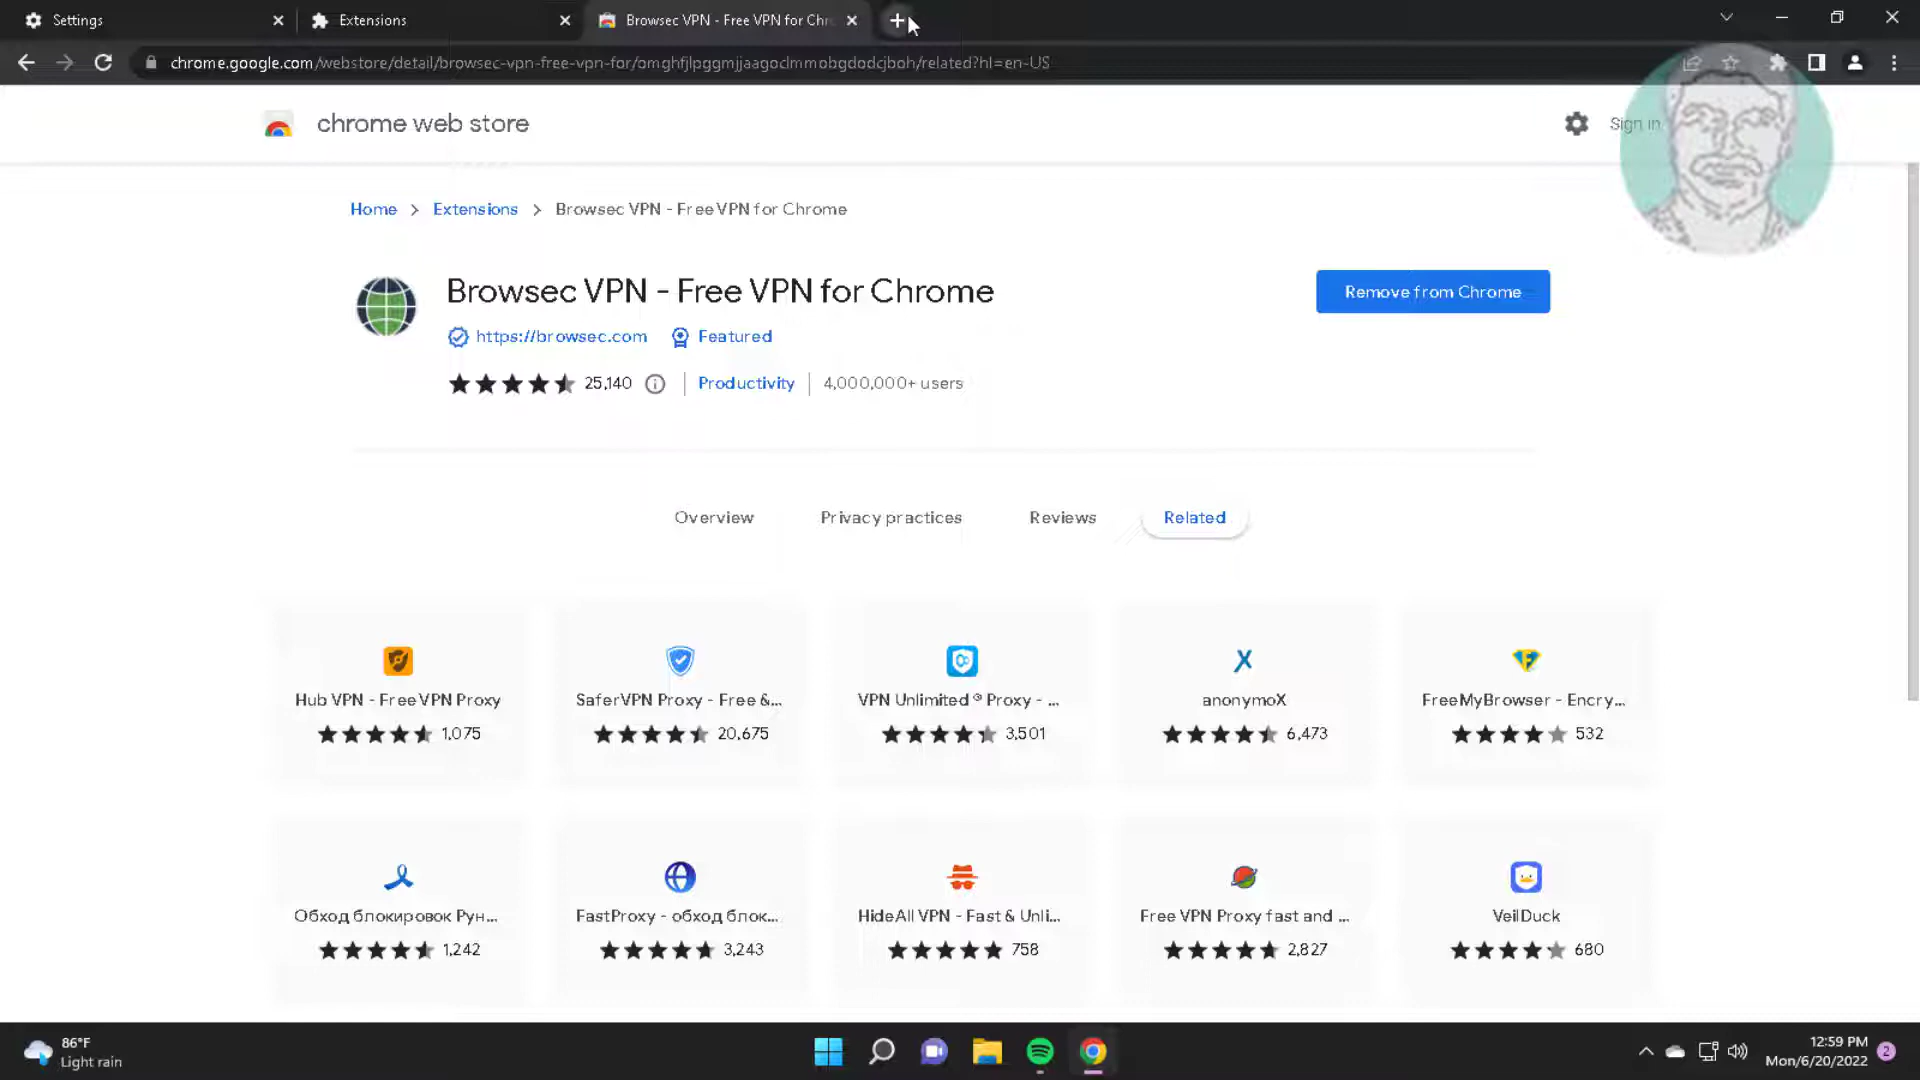 Settings
Extensions
Browsec VPN - Free VPN for Chr
chrome.google.com/webstore/detail/browsec-vpn-free-vpn-for/omghfjlpggmjjaagoclmmobgdodcjboh/related?hl=en-US
chrome web store
Sign in
Home > Extensions > Browsec VPN - Free VPN for Chrome
Browsec VPN - Free VPN for Chrome
Remove from Chrome
https://browsec.com Featured
25,140 | Productivity | 4,000,000+ users
Overview Privacy practices Reviews Related
Hub VPN - Free VPN Proxy
1,075
SaferVPN Proxy - Free &...
20,675
VPN Unlimited ® Proxy - ...
3,501
anonymoX
6,473
FreeMyBrowser - Encry...
532
Обход блокировок Рун...
1,242
FastProxy - обход блок...
3,243
HideAll VPN - Fast & Unli...
758
Free VPN Proxy fast and ...
2,827
VeilDuck
680
86°F
Light rain
12:59 PM
Mon/6/20/2022
2